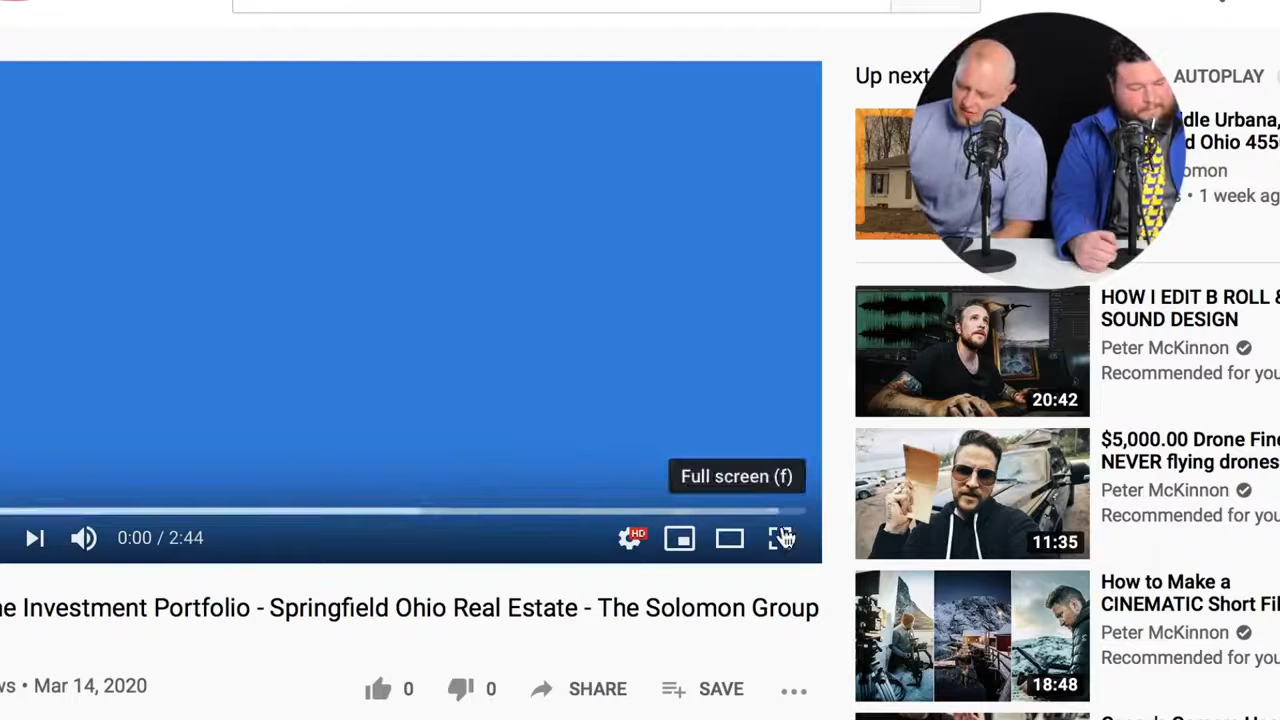 Up next
AUTOPLAY
dle Urbana,
d Ohio 455
omon
• 1 week ag
HOW I EDIT B ROLL &
SOUND DESIGN
Peter McKinnon
Recommended for you
20:42
$5,000.00 Drone Fin
NEVER flying drones
Peter McKinnon
Recommended for you
11:35
How to Make a
CINEMATIC Short Fil
Peter McKinnon
Recommended for you
18:48
Full screen (f)
0:00 / 2:44
HD
ne Investment Portfolio - Springfield Ohio Real Estate - The Solomon Group
ws • Mar 14, 2020
0
0
SHARE
SAVE